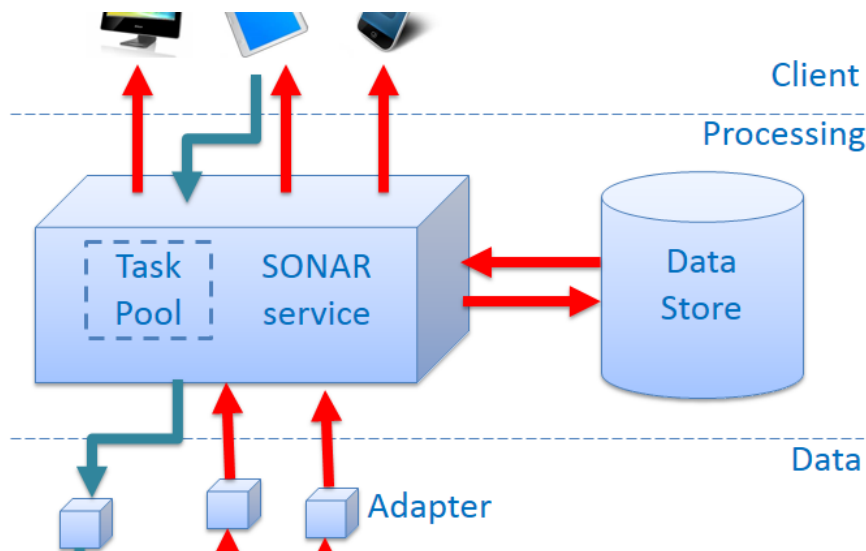 Client
Processing
Task
Pool
SONAR
service
Data
Store
Data
Adapter